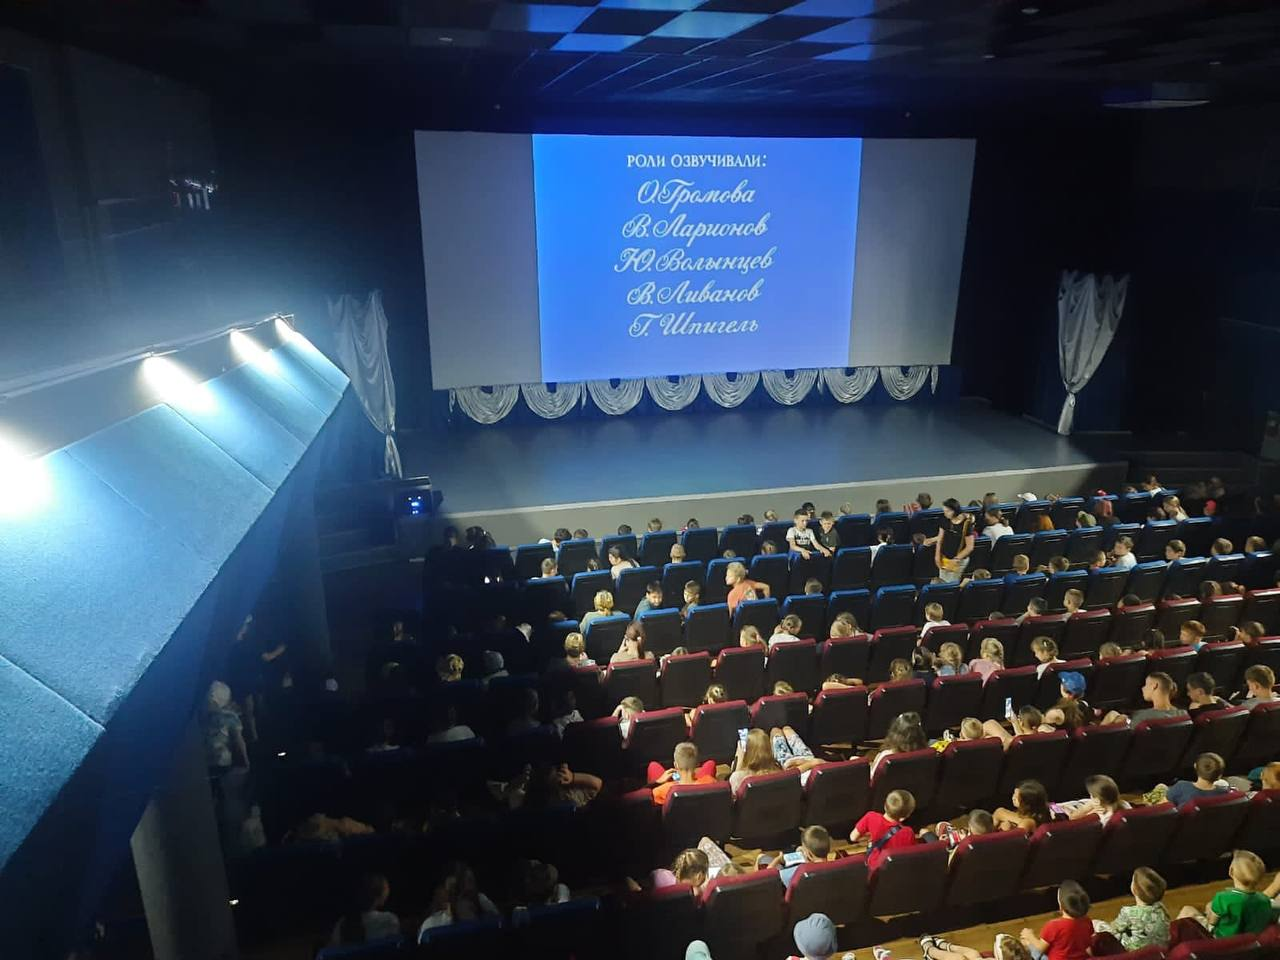 РОЛИ ОЗВУЧИВАЛИ:
О.Громова
В.Ларионов
Ю.Волынцев
В.Ливанов
Г.Шпигель